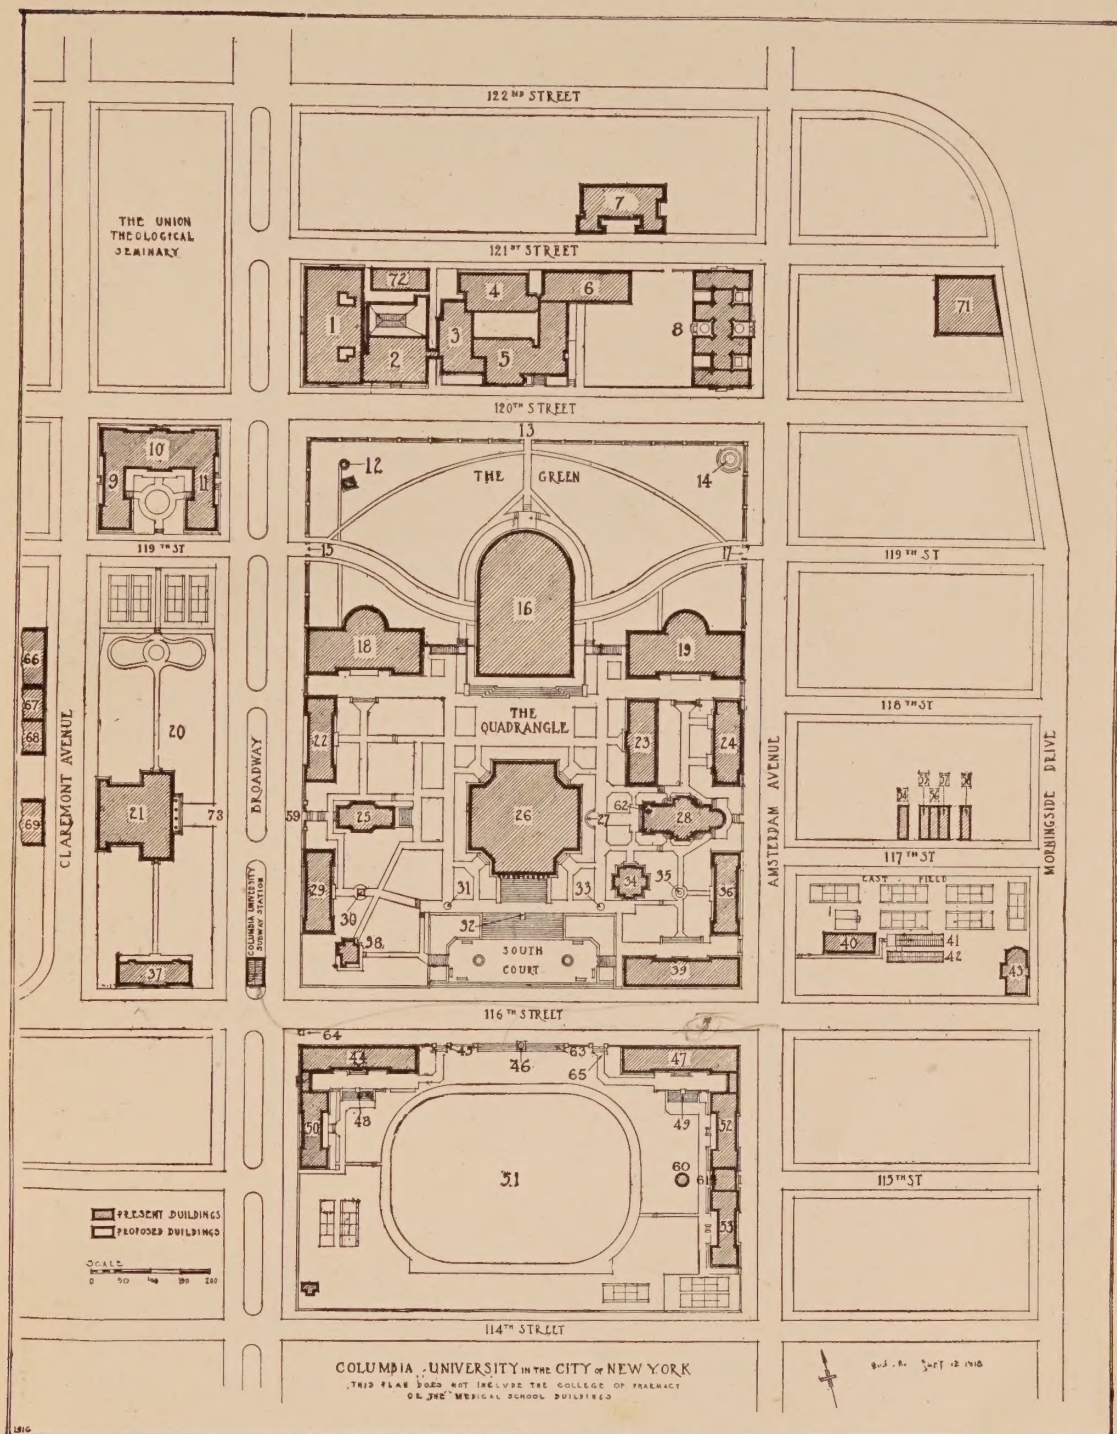 122ND STREET
7
THE UNION
THEOLOGICAL
SEMINARY
121ST STREET
72
4
6
71
1
3
8
2
5
120TH STREET
13
10
12
THE GREEN
14
9
11
119TH ST
15
17
119TH ST
16
18
19
66
67
68
69
CLAREMONT AVENUE
20
21
73
BROADWAY
118TH ST
THE
QUADRANGLE
22
23
24
AMSTERDAM AVENUE
MORNINGSIDE DRIVE
59
25
26
62
27
28
117TH ST
EAST FIELD
COLUMBIA UNIVERSITY
SUBWAY STATION
29
30
31
33
34
35
36
32
38
SOUTH
COURT
37
39
40
41
42
43
116TH STREET
64
44
45
46
63
65
47
48
49
50
51
52
60
61
53
115TH ST
PRESENT BUILDINGS
PROPOSED BUILDINGS
SCALE
0 50 100 150 200
114TH STREET
COLUMBIA UNIVERSITY IN THE CITY OF NEW YORK
THIS PLAN DOES NOT INCLUDE THE COLLEGE OF PHARMACY
OR THE MEDICAL SCHOOL BUILDINGS
1916